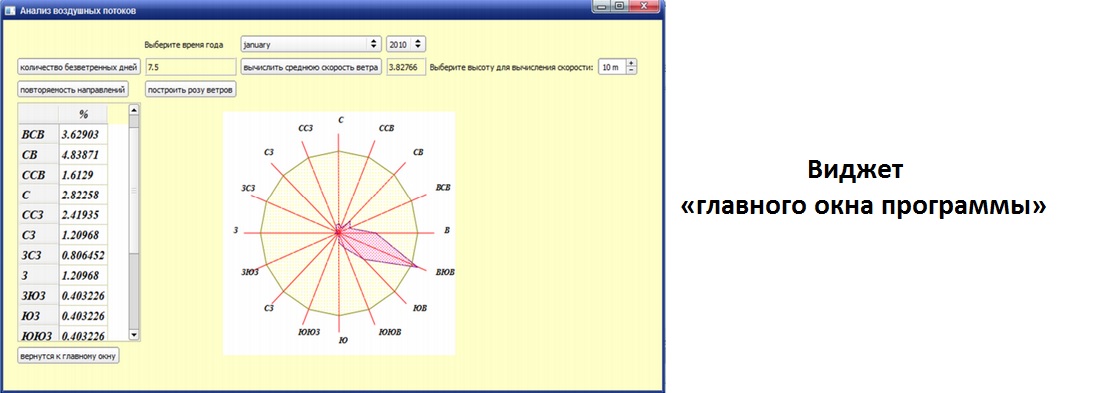 Анализ воздушных потоков
Выберите время года
january
2010
количество безветренных дней
7.5
вычислить среднюю скорость ветра
3.82766
Выберите высоту для вычисления скорости:
10 m
повторяеность направлений
построить розу ветров
%
ВСВ 3.62903
СВ 4.83871
ССВ 1.6129
С 2.82258
ССЗ 2.41935
СЗ 1.20968
ЗСЗ 0.806452
З 1.20968
ЗЮЗ 0.403226
ЮЗ 0.403226
ЮЮЗ 0.403226
вернутся к главному окну
С
ССЗ
ССВ
СЗ
СВ
ЗСЗ
ВСВ
З
В
ЗЮЗ
ВЮВ
СЗ
ЮВ
ЮЮЗ
ЮЮВ
Ю
Виджет
«главного окна программы»